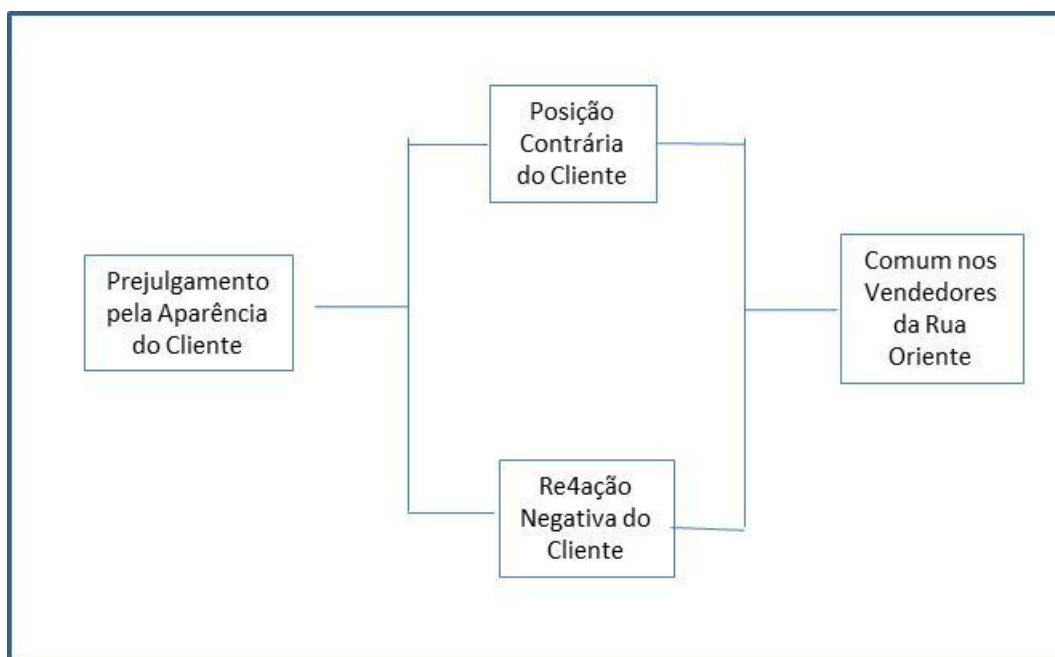 Posição
Contrária
do Cliente
Prejulgamento
pela Aparência
do Cliente
Comum nos
Vendedores
da Rua
Oriente
Re4ação
Negativa do
Cliente